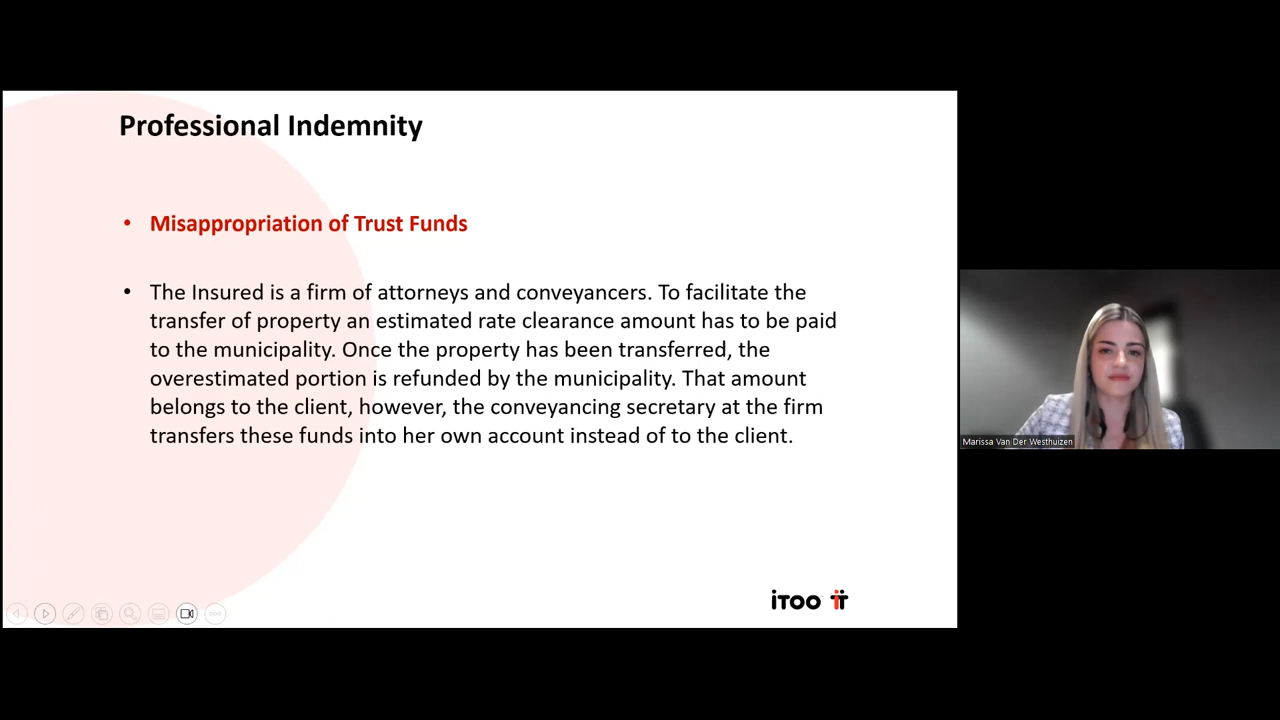 Professional Indemnity
• Misappropriation of Trust Funds
• The Insured is a firm of attorneys and conveyancers. To facilitate the
transfer of property an estimated rate clearance amount has to be paid
to the municipality. Once the property has been transferred, the
overestimated portion is refunded by the municipality. That amount
belongs to the client, however, the conveyancing secretary at the firm
transfers these funds into her own account instead of to the client.
iTOO
Marissa Van Der Westhuizen